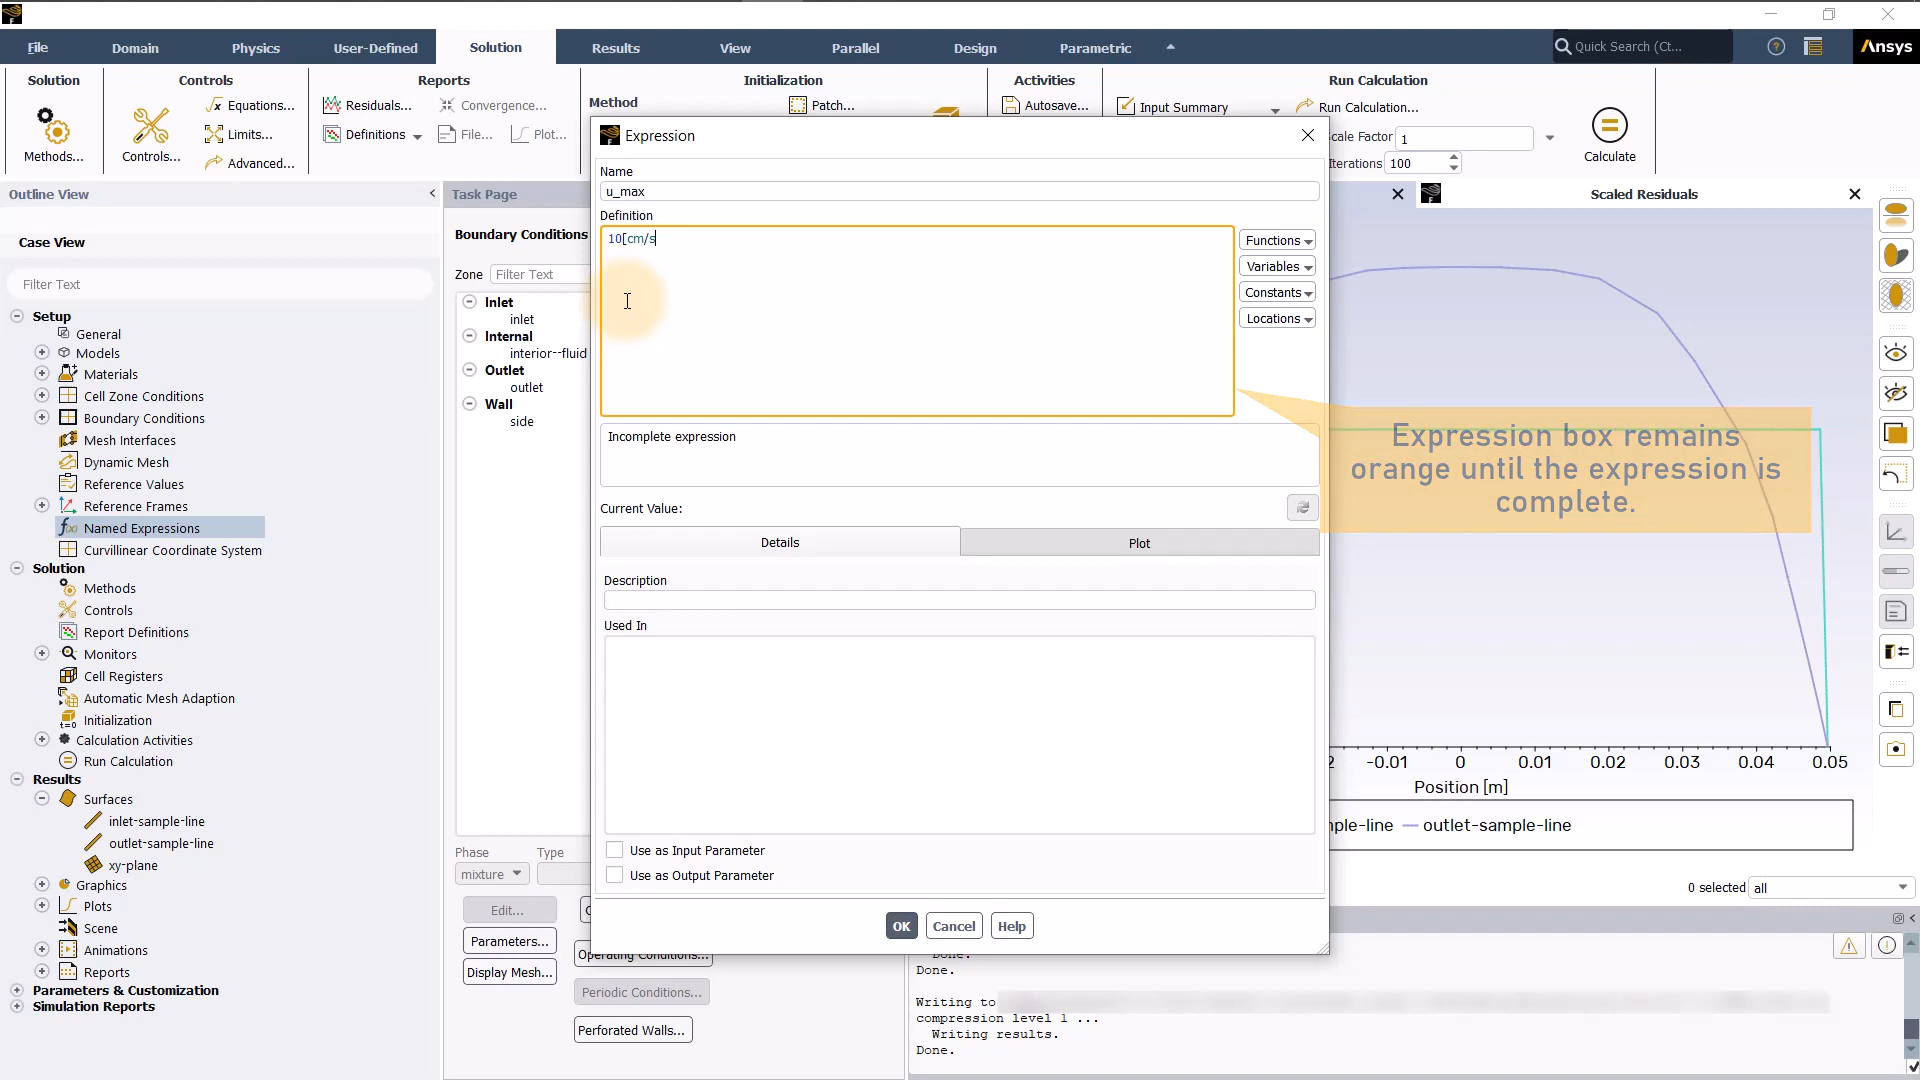 File
Domain
Physics
User-Defined
Solution
Results
View
Parallel
Design
Parametric
Quick Search (Ct...
Ansys
Solution
Controls
Reports
Initialization
Activities
Run Calculation
Methods...
Controls...
Equations...
Limits...
Advanced...
Residuals...
Definitions
Convergence...
File...
Plot...
Method
Patch...
Autosave...
Input Summary
Run Calculation...
cale Factor 1
Iterations 100
Calculate
Outline View
Case View
Filter Text
Setup
General
Models
Materials
Cell Zone Conditions
Boundary Conditions
Mesh Interfaces
Dynamic Mesh
Reference Values
Reference Frames
Named Expressions
Curvillinear Coordinate System
Solution
Methods
Controls
Report Definitions
Monitors
Cell Registers
Automatic Mesh Adaption
t=0 Initialization
Calculation Activities
Run Calculation
Results
Surfaces
inlet-sample-line
outlet-sample-line
xy-plane
Graphics
Plots
Scene
Animations
Reports
Parameters & Customization
Simulation Reports
Task Page
Boundary Conditions
Zone Filter Text
Inlet
inlet
Internal
interior--fluid
Outlet
outlet
Wall
side
Phase
Type
mixture
Edit...
Parameters...
Display Mesh...
Operating Conditions...
Periodic Conditions...
Perforated Walls...
Expression
Name
u_max
Definition
10[cm/s
Functions
Variables
Constants
Locations
Incomplete expression
Current Value:
Details
Plot
Description
Used In
Use as Input Parameter
Use as Output Parameter
OK
Cancel
Help
Expression box remains
orange until the expression is
complete.
Scaled Residuals
2 -0.01 0 0.01 0.02 0.03 0.04 0.05
Position [m]
ple-line outlet-sample-line
0 selected all
Done.
Done.
Writing to
compression level 1 ...
Writing results.
Done.